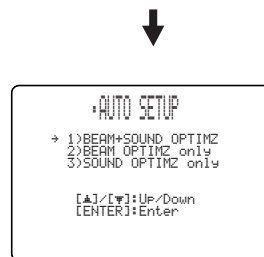 ▪AUTO SETUP
→ 1)BEAM+SOUND OPTIMZ
2)BEAM OPTIMZ only
3)SOUND OPTIMZ only
[▲]/[▼]:Up/Down
[ENTER]:Enter